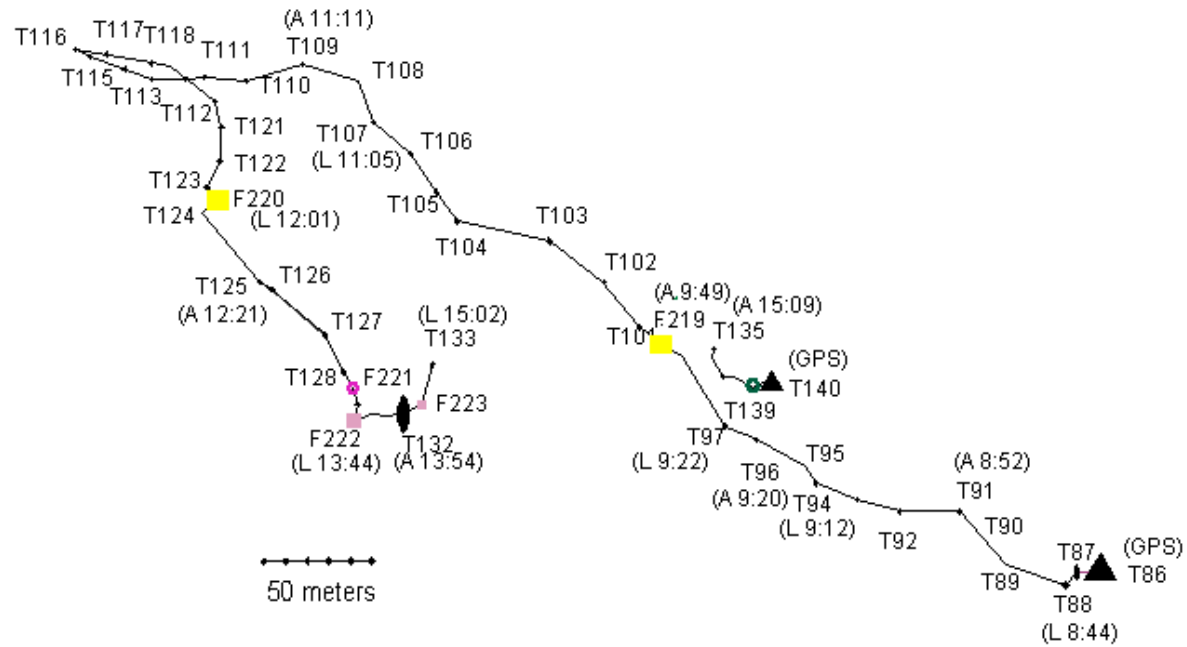 (A 11:11)
T116
T117
T118
T111
T109
T108
T115
T113
T112
T110
T121
T107
T106
(L 11:05)
T122
T123
F220
T124
(L 12:01)
T105
T104
T103
T102
T125
T126
(A 12:21)
(A 9:49)
(A 15:09)
(L 15:02)
F219
T10
T135
T127
T133
(GPS)
T140
T128
F221
F223
T139
F222
T132
T97
(L 13:44)
(A 13:54)
(L 9:22)
T96
T95
(A 9:20)
T94
(A 8:52)
T91
(L 9:12)
T92
T90
T87
(GPS)
T86
T89
T88
(L 8:44)
50 meters